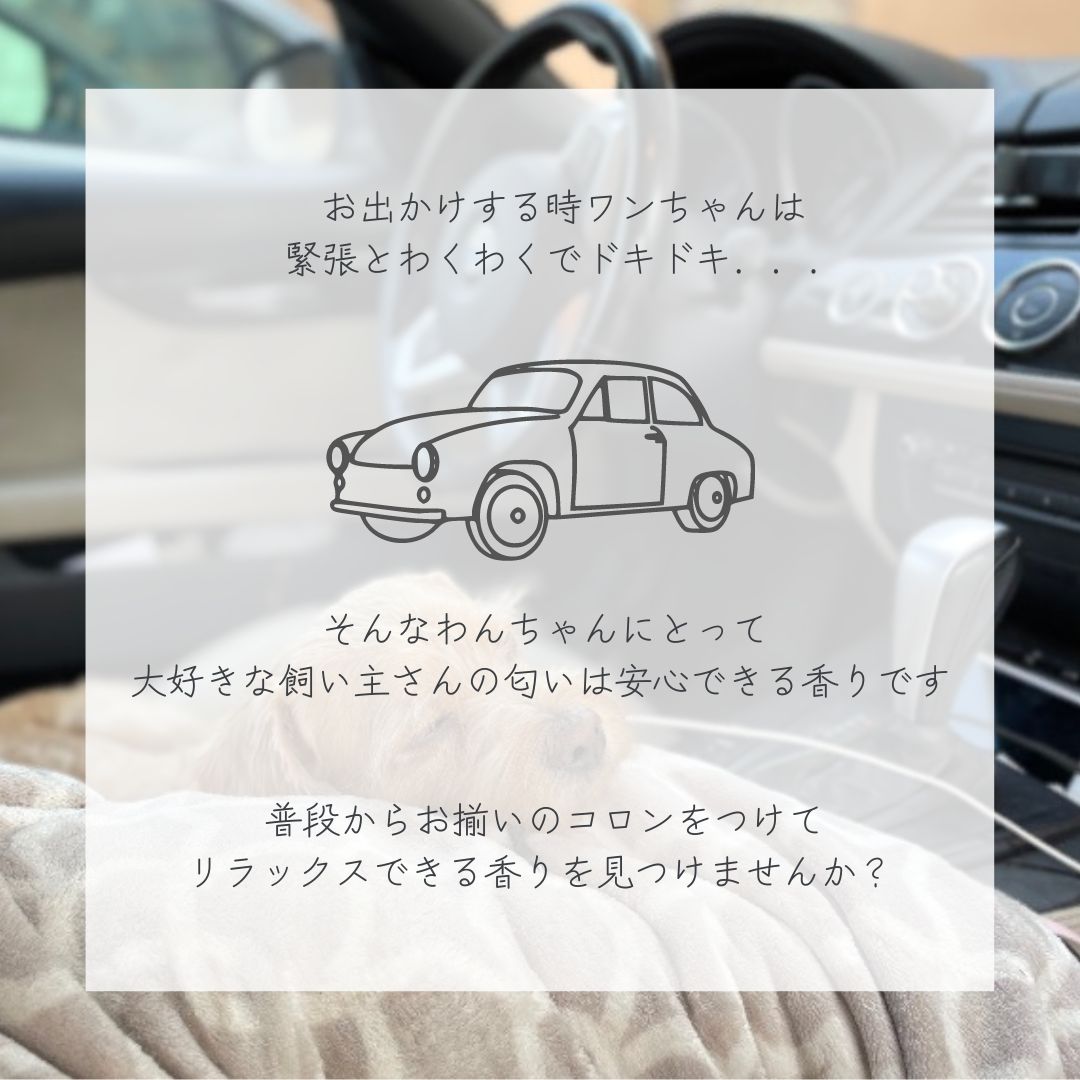 お出かけする時ワンちゃんは
緊張とわくわくでドキドキ. . .
そんなわんちゃんにとって
大好きな飼い主さんの匂いは安心できる香りです
普段からお揃いのコロンをつけて
リラックスできる香りを見つけませんか？